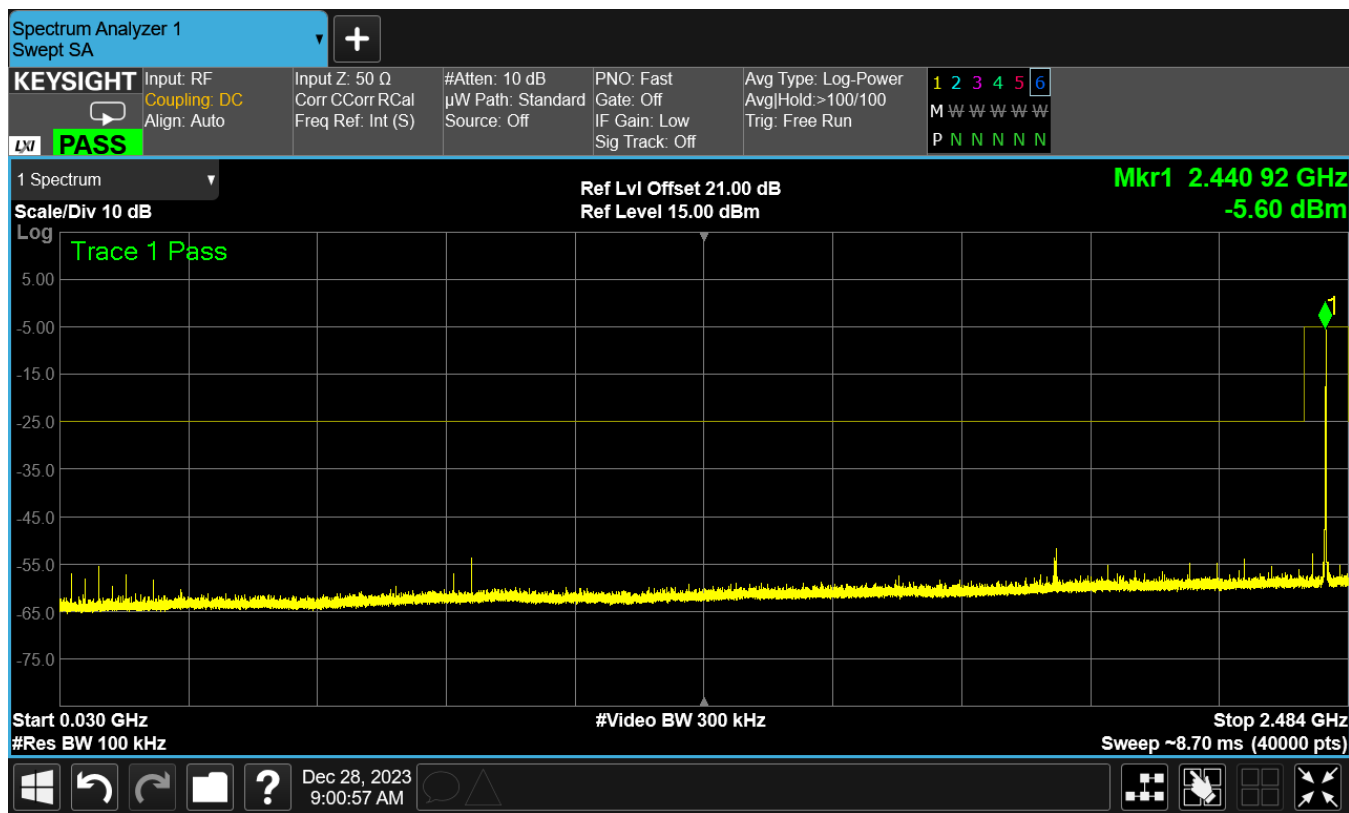 Spectrum Analyzer 1
Swept SA
KEYSIGHT
LXI PASS
Input: RF
Coupling: DC
Align: Auto
Input Z: 50 Ω
Corr CCorr RCal
Freq Ref: Int (S)
#Atten: 10 dB
µW Path: Standard
Source: Off
PNO: Fast
Gate: Off
IF Gain: Low
Sig Track: Off
Avg Type: Log-Power
Avg|Hold:>100/100
Trig: Free Run
1 2 3 4 5 6
M W W W W W
P N N N N N
1 Spectrum
Scale/Div 10 dB
Ref Lvl Offset 21.00 dB
Ref Level 15.00 dBm
Mkr1 2.440 92 GHz
-5.60 dBm
Log
Trace 1 Pass
1
5.00
-5.00
-15.0
-25.0
-35.0
-45.0
-55.0
-65.0
-75.0
Start 0.030 GHz
#Res BW 100 kHz
#Video BW 300 kHz
Stop 2.484 GHz
Sweep ~8.70 ms (40000 pts)
?
Dec 28, 2023
9:00:57 AM